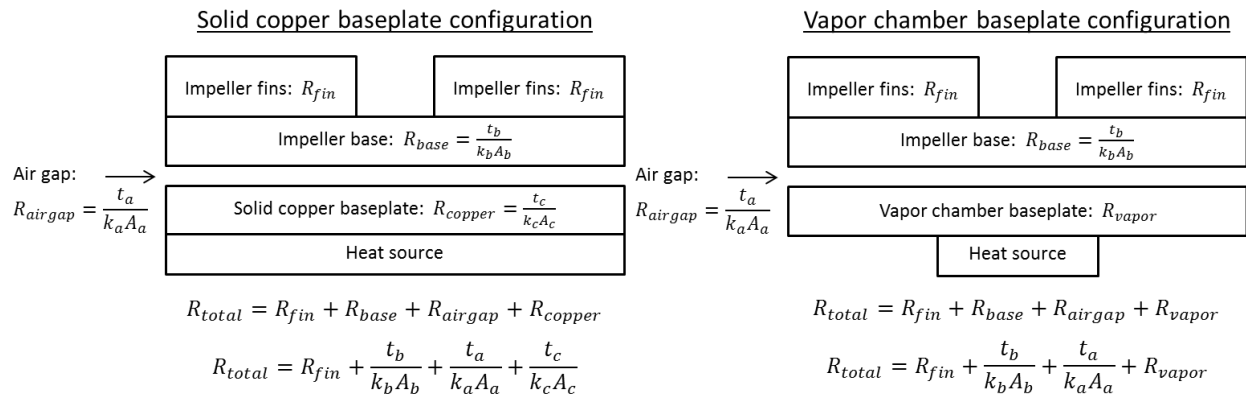 Solid copper baseplate configuration
Impeller fins: R_fin
Impeller fins: R_fin
Impeller base: R_base = t_b/(k_b A_b)
Air gap:
R_airgap = t_a/(k_a A_a)
Solid copper baseplate: R_copper = t_c/(k_c A_c)
Heat source
R_total = R_fin + R_base + R_airgap + R_copper
R_total = R_fin + t_b/(k_b A_b) + t_a/(k_a A_a) + t_c/(k_c A_c)
Vapor chamber baseplate configuration
Impeller fins: R_fin
Impeller fins: R_fin
Impeller base: R_base = t_b/(k_b A_b)
Air gap:
R_airgap = t_a/(k_a A_a)
Vapor chamber baseplate: R_vapor
Heat source
R_total = R_fin + R_base + R_airgap + R_vapor
R_total = R_fin + t_b/(k_b A_b) + t_a/(k_a A_a) + R_vapor